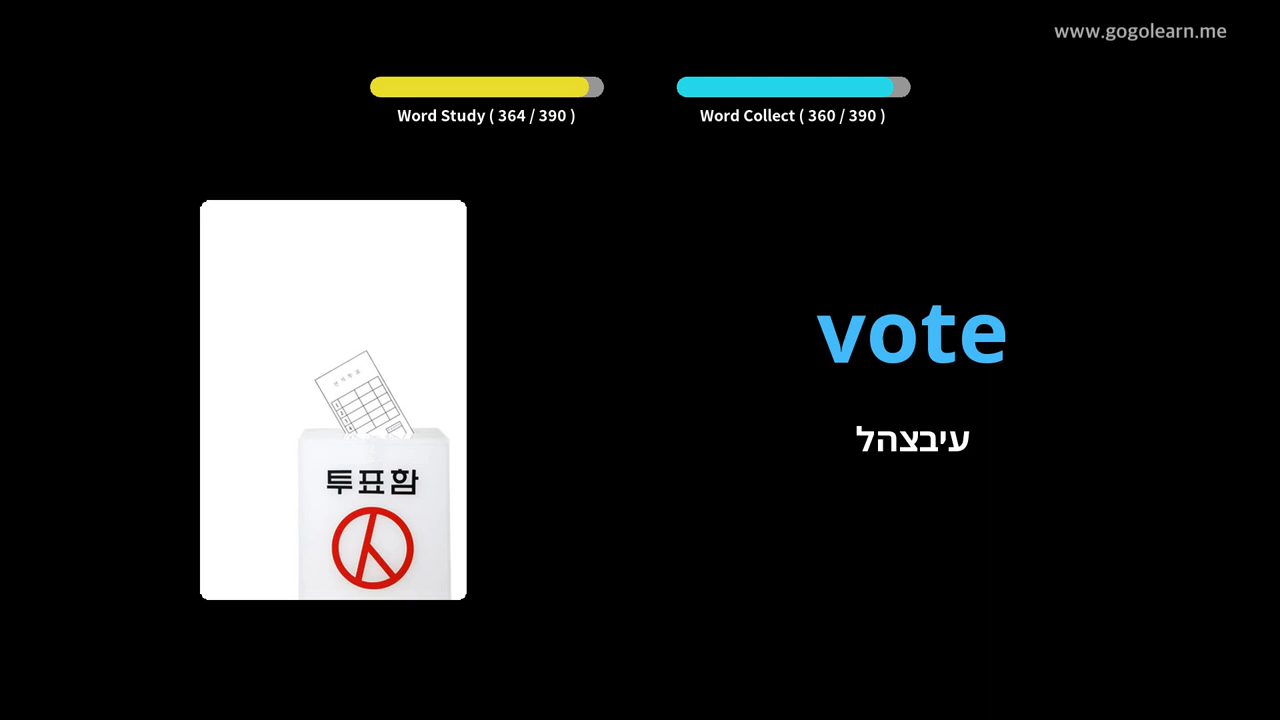 www.gogolearn.me
Word Study ( 364 / 390 )
Word Collect ( 360 / 390 )
vote
עיבצהל
투표함